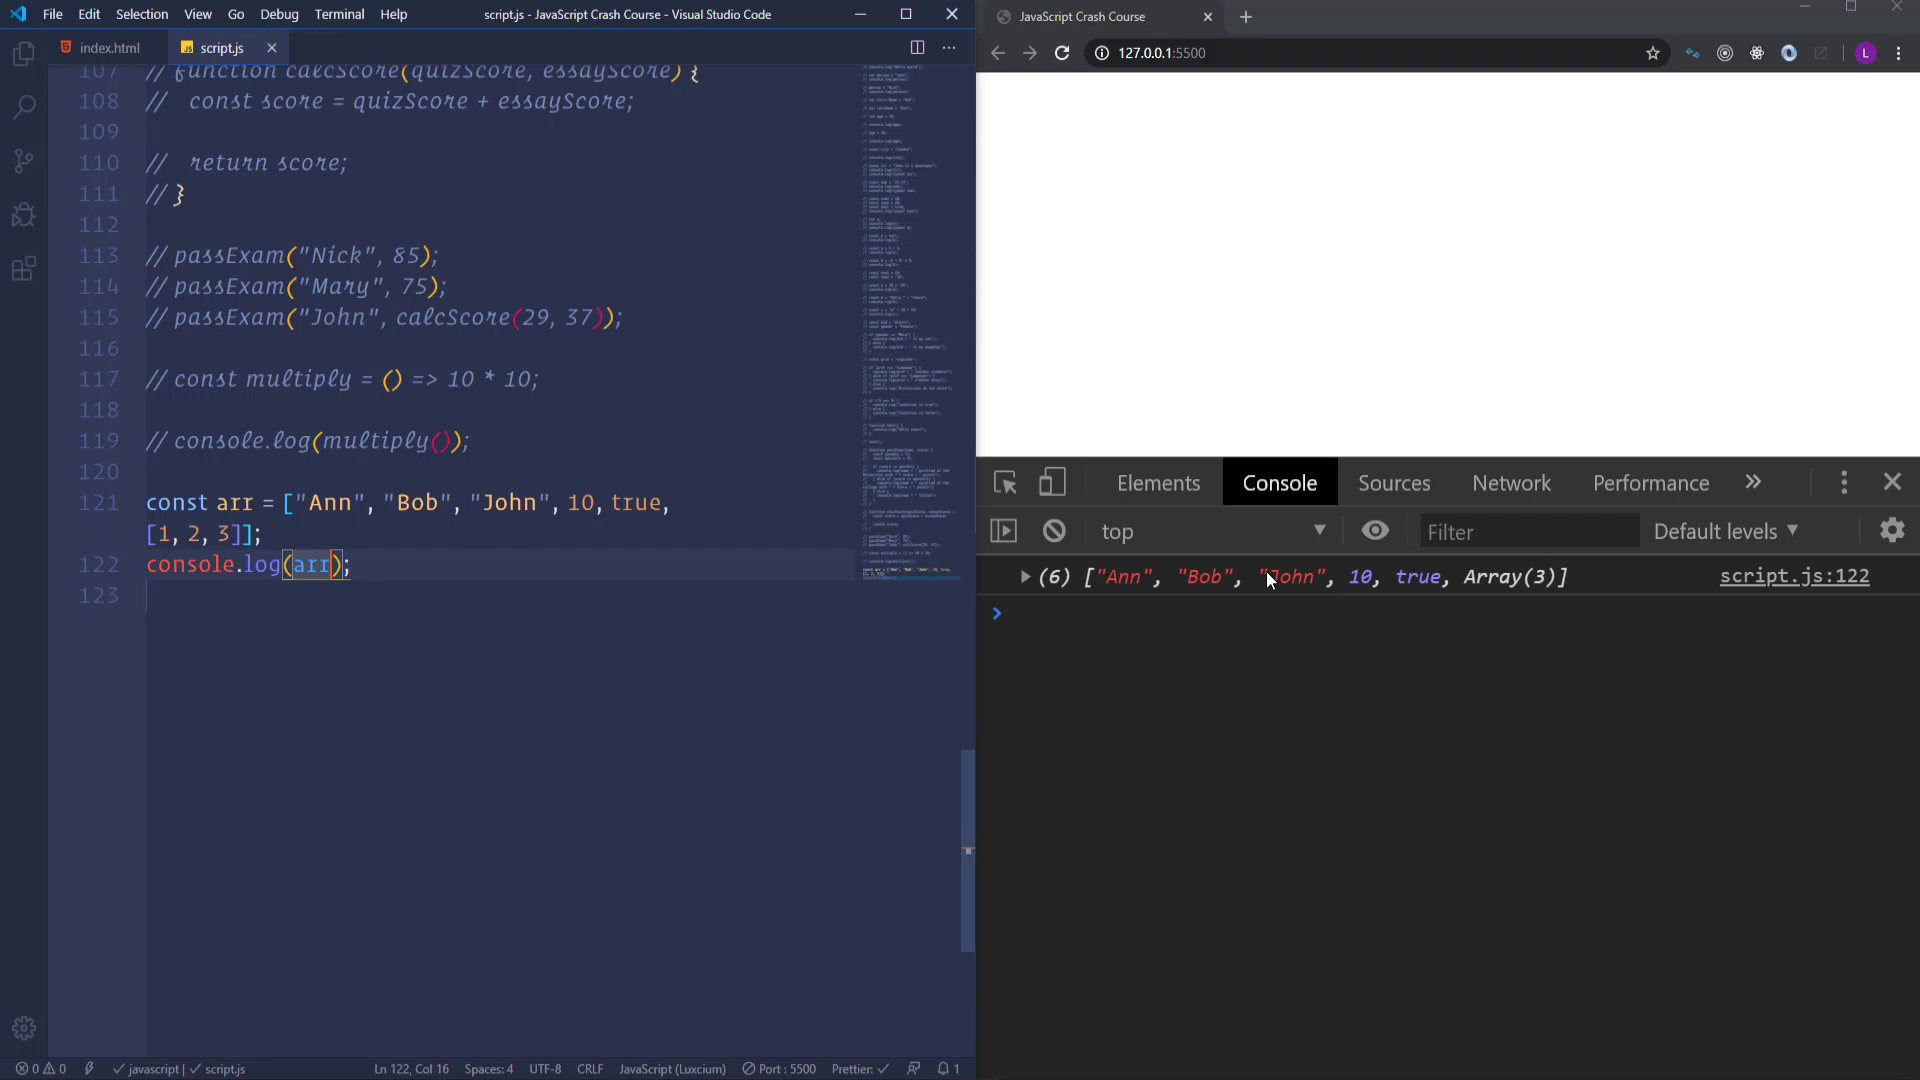 File Edit Selection View Go Debug Terminal Help
script.js - JavaScript Crash Course - Visual Studio Code
index.html
script.js
107 // function calcScore(quizScore, essayScore) {
108 //   const score = quizScore + essayScore;
109
110 //   return score;
111 // }
112
113 // passExam("Nick", 85);
114 // passExam("Mary", 75);
115 // passExam("John", calcScore(29, 37));
116
117 // const multiply = () => 10 * 10;
118
119 // console.log(multiply());
120
121 const arr = ["Ann", "Bob", "John", 10, true,
[1, 2, 3]];
122 console.log(arr);
123
0 0 javascript | script.js Ln 122, Col 16 Spaces: 4 UTF-8 CRLF JavaScript (Luxcium) Port : 5500 Prettier: 1
JavaScript Crash Course
127.0.0.1:5500
L
Elements Console Sources Network Performance
top Filter Default levels
(6) ["Ann", "Bob", "John", 10, true, Array(3)] script.js:122